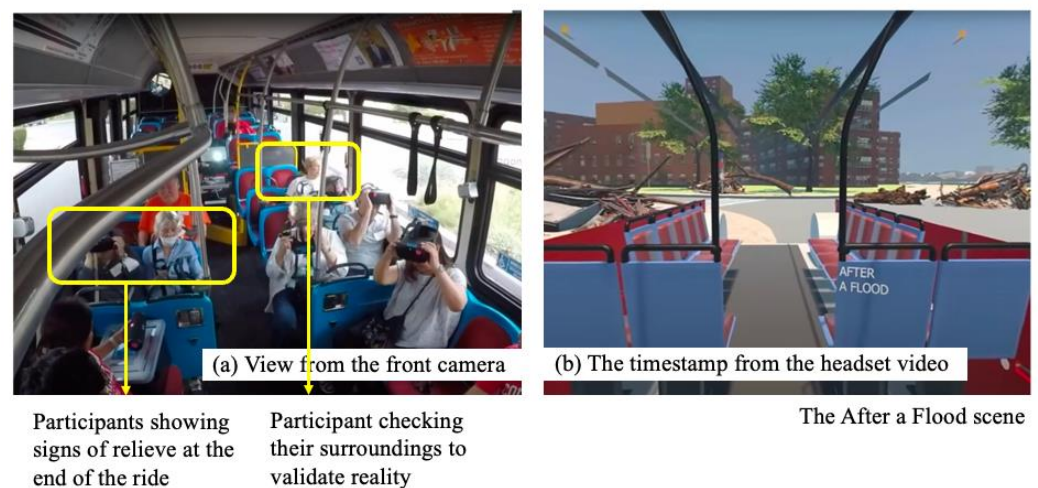 (a) View from the front camera
AFTER
A FLOOD
(b) The timestamp from the headset video
Participants showing
signs of relieve at the
end of the ride
Participant checking
their surroundings to
validate reality
The After a Flood scene